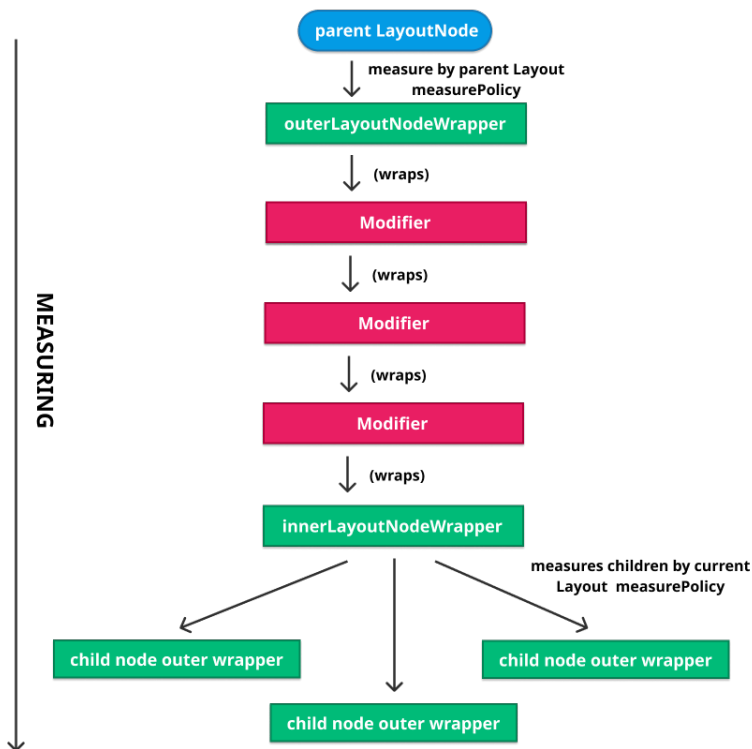 parent LayoutNode
measure by parent Layout
measurePolicy
outerLayoutNodeWrapper
(wraps)
Modifier
(wraps)
Modifier
(wraps)
Modifier
(wraps)
innerLayoutNodeWrapper
measures children by current
Layout measurePolicy
child node outer wrapper
child node outer wrapper
child node outer wrapper
MEASURING